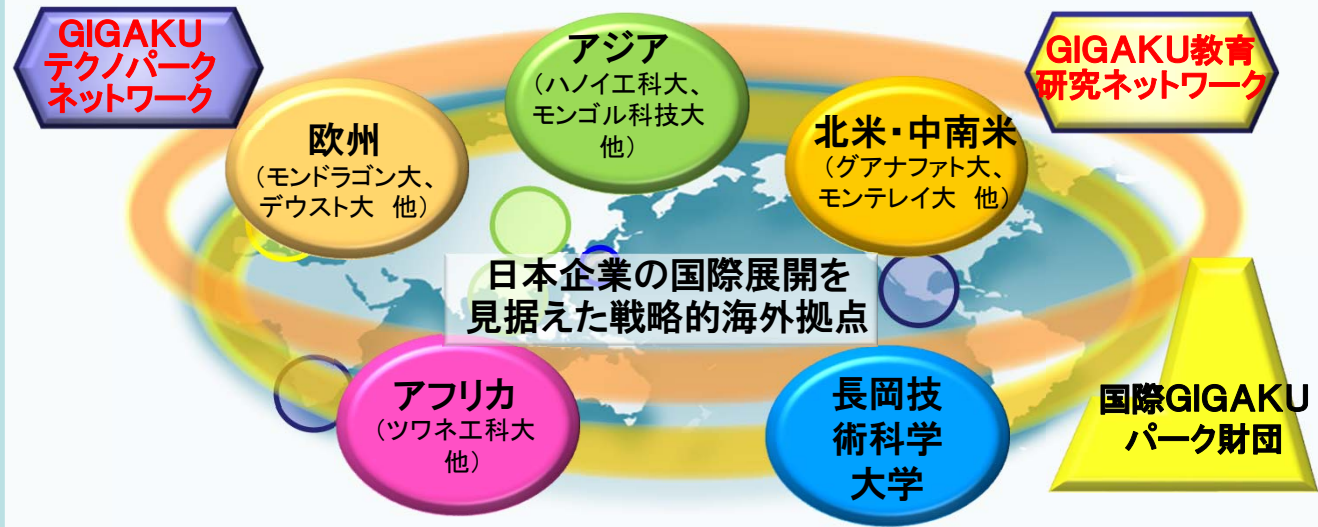 GIGAKU
テクノパーク
ネットワーク
アジア
（ハノイ工科大、
モンゴル科技大
他）
GIGAKU教育
研究ネットワーク
欧州
（モンドラゴン大、
デウスト大　他）
北米・中南米
（グアナファト大、
モンテレイ大　他）
日本企業の国際展開を
見据えた戦略的海外拠点
アフリカ
（ツワネ工科大
他）
長岡技
術科学
大学
国際GIGAKU
パーク財団